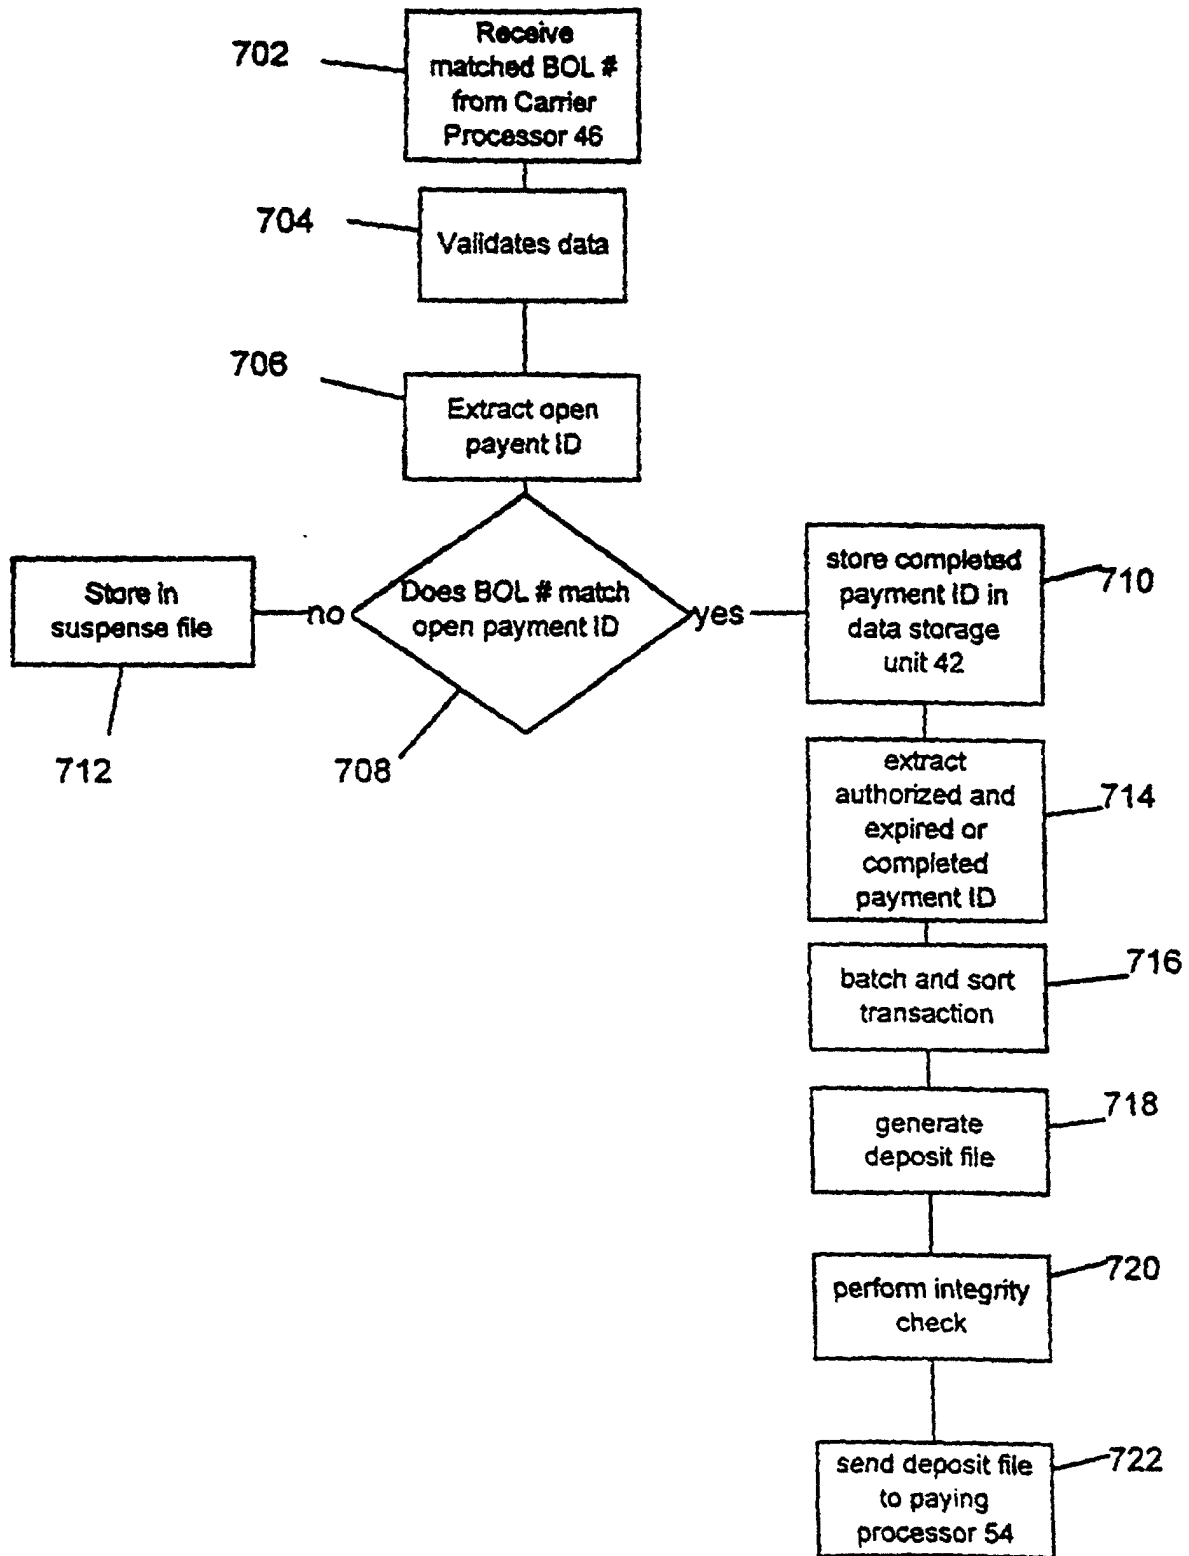 702
Receive
matched BOL #
from Carrier
Processor 46
704
Validates data
706
Extract open
payent ID
Store in
suspense file
no
Does BOL # match
open payment ID
yes
store completed
payment ID in
data storage
unit 42
710
712
708
extract
authorized and
expired or
completed
payment ID
714
batch and sort
transaction
716
generate
deposit file
718
perform integrity
check
720
send deposit file
to paying
processor 54
722